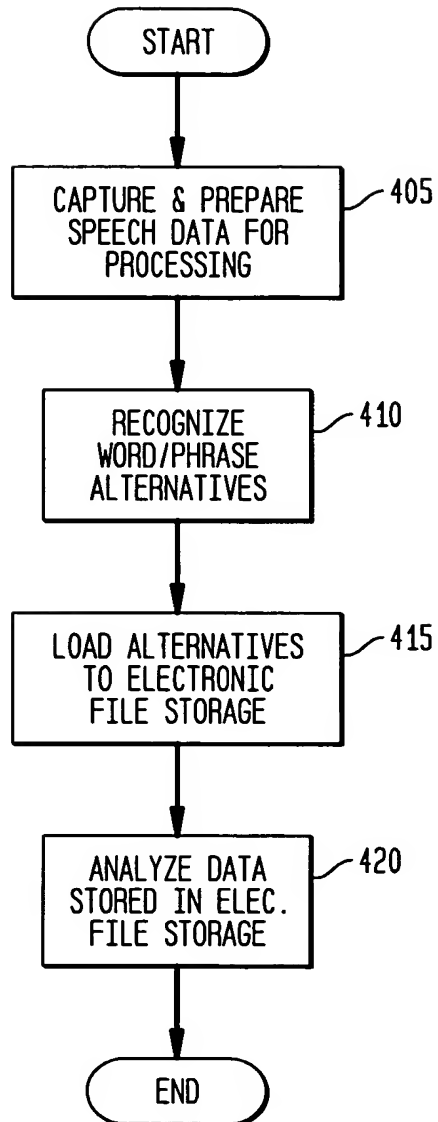 START
CAPTURE & PREPARE
SPEECH DATA FOR
PROCESSING
405
RECOGNIZE
WORD/PHRASE
ALTERNATIVES
410
LOAD ALTERNATIVES
TO ELECTRONIC
FILE STORAGE
415
ANALYZE DATA
STORED IN ELEC.
FILE STORAGE
420
END